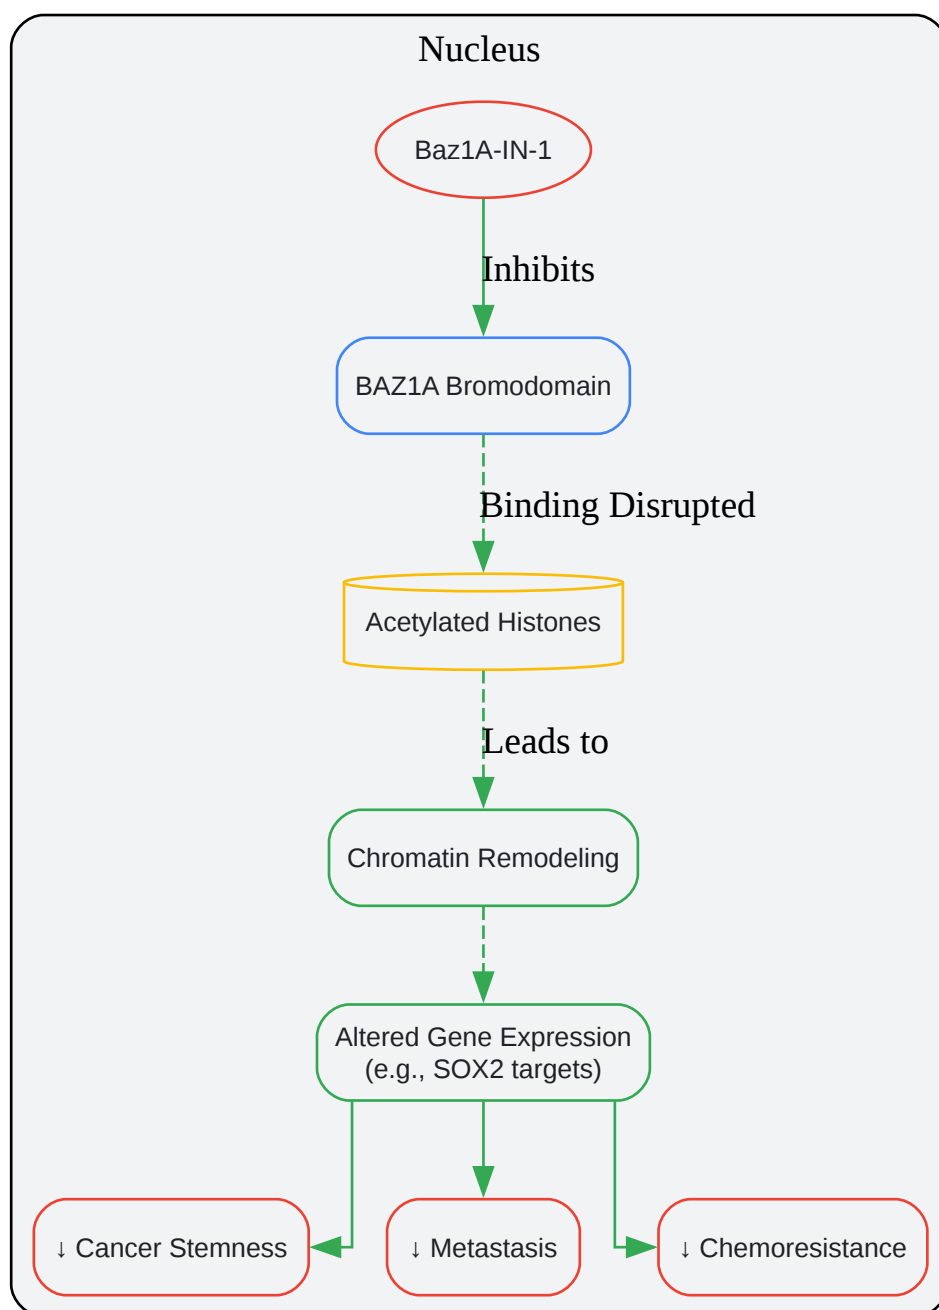 Nucleus
Baz1A-IN-1
Inhibits
BAZ1A Bromodomain
Binding Disrupted
Acetylated Histones
Leads to
Chromatin Remodeling
Altered Gene Expression
(e.g., SOX2 targets)
↓ Cancer Stemness
↓ Metastasis
↓ Chemoresistance